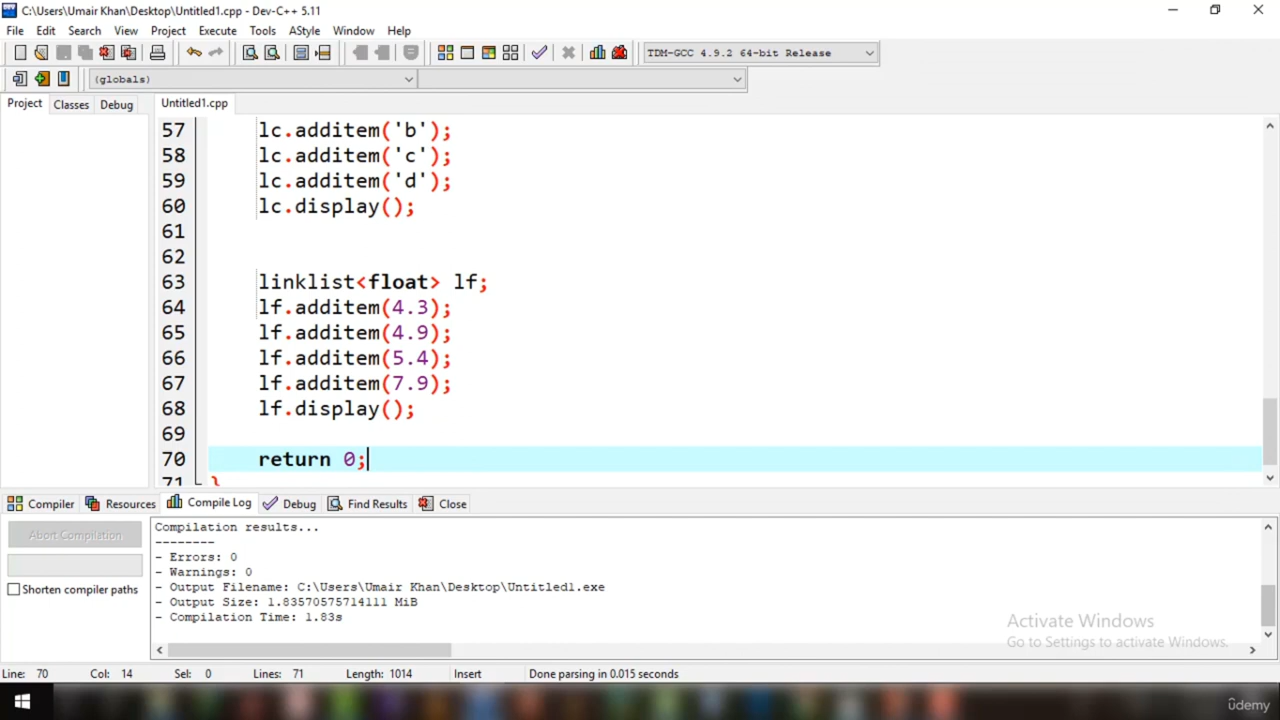 C:\Users\Umair Khan\Desktop\Untitled1.cpp - Dev-C++ 5.11
File Edit Search View Project Execute Tools AStyle Window Help
TDM-GCC 4.9.2 64-bit Release
(globals)
Project Classes Debug Untitled1.cpp
57 lc.additem('b');
58 lc.additem('c');
59 lc.additem('d');
60 lc.display();
61
62
63 linklist<float> lf;
64 lf.additem(4.3);
65 lf.additem(4.9);
66 lf.additem(5.4);
67 lf.additem(7.9);
68 lf.display();
69
70 return 0;
71 }
Compiler Resources Compile Log Debug Find Results Close
Abort Compilation
Shorten compiler paths
Compilation results...
--------
- Errors: 0
- Warnings: 0
- Output Filename: C:\Users\Umair Khan\Desktop\Untitled1.exe
- Output Size: 1.83570575714111 MiB
- Compilation Time: 1.83s
Activate Windows
Go to Settings to activate Windows.
Line: 70 Col: 14 Sel: 0 Lines: 71 Length: 1014 Insert Done parsing in 0.015 seconds
ûdemy